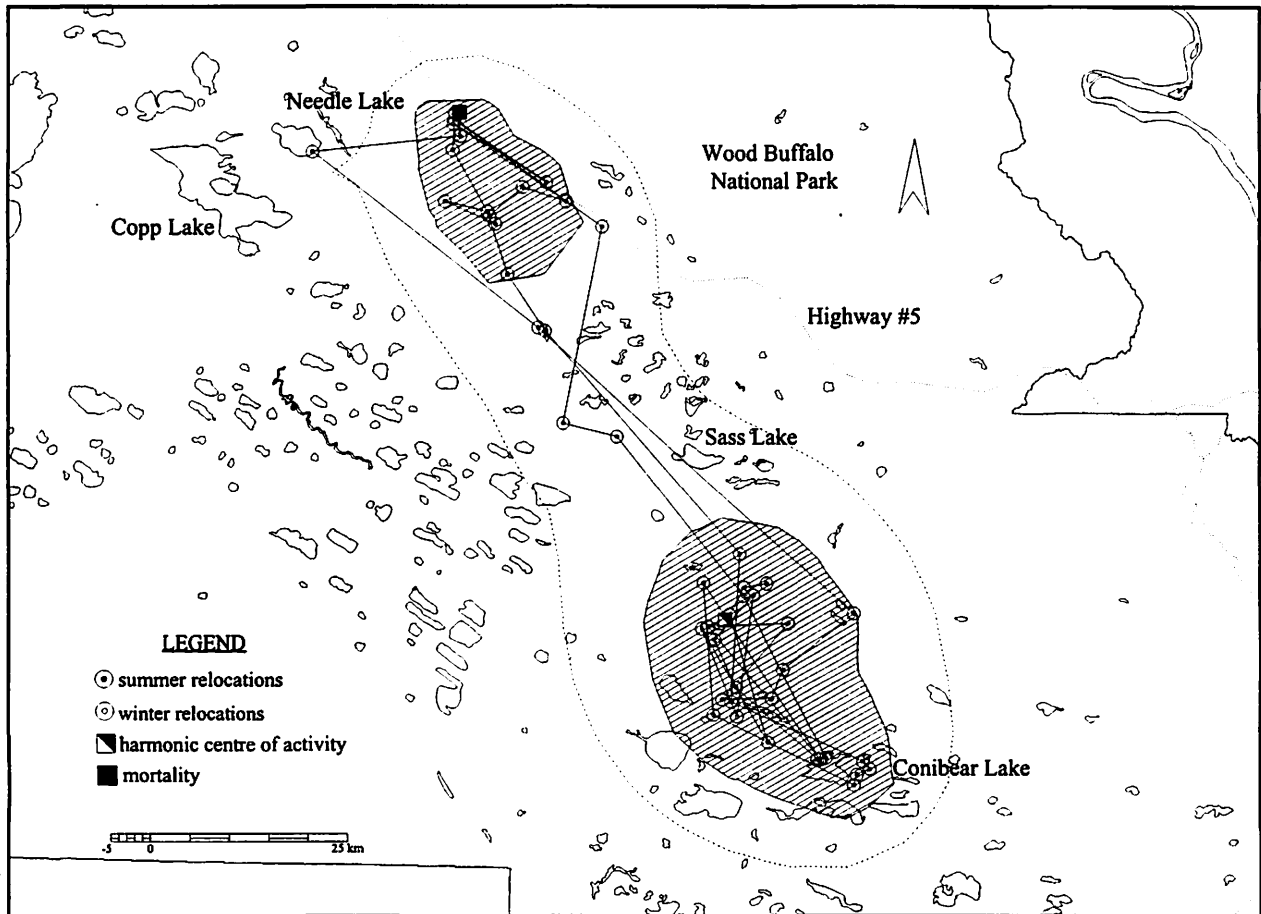 Needle Lake
Wood Buffalo
National Park
Copp Lake
Highway #5
Sass Lake
LEGEND
summer relocations
winter relocations
harmonic centre of activity
mortality
Conibear Lake
-5 0 25 km